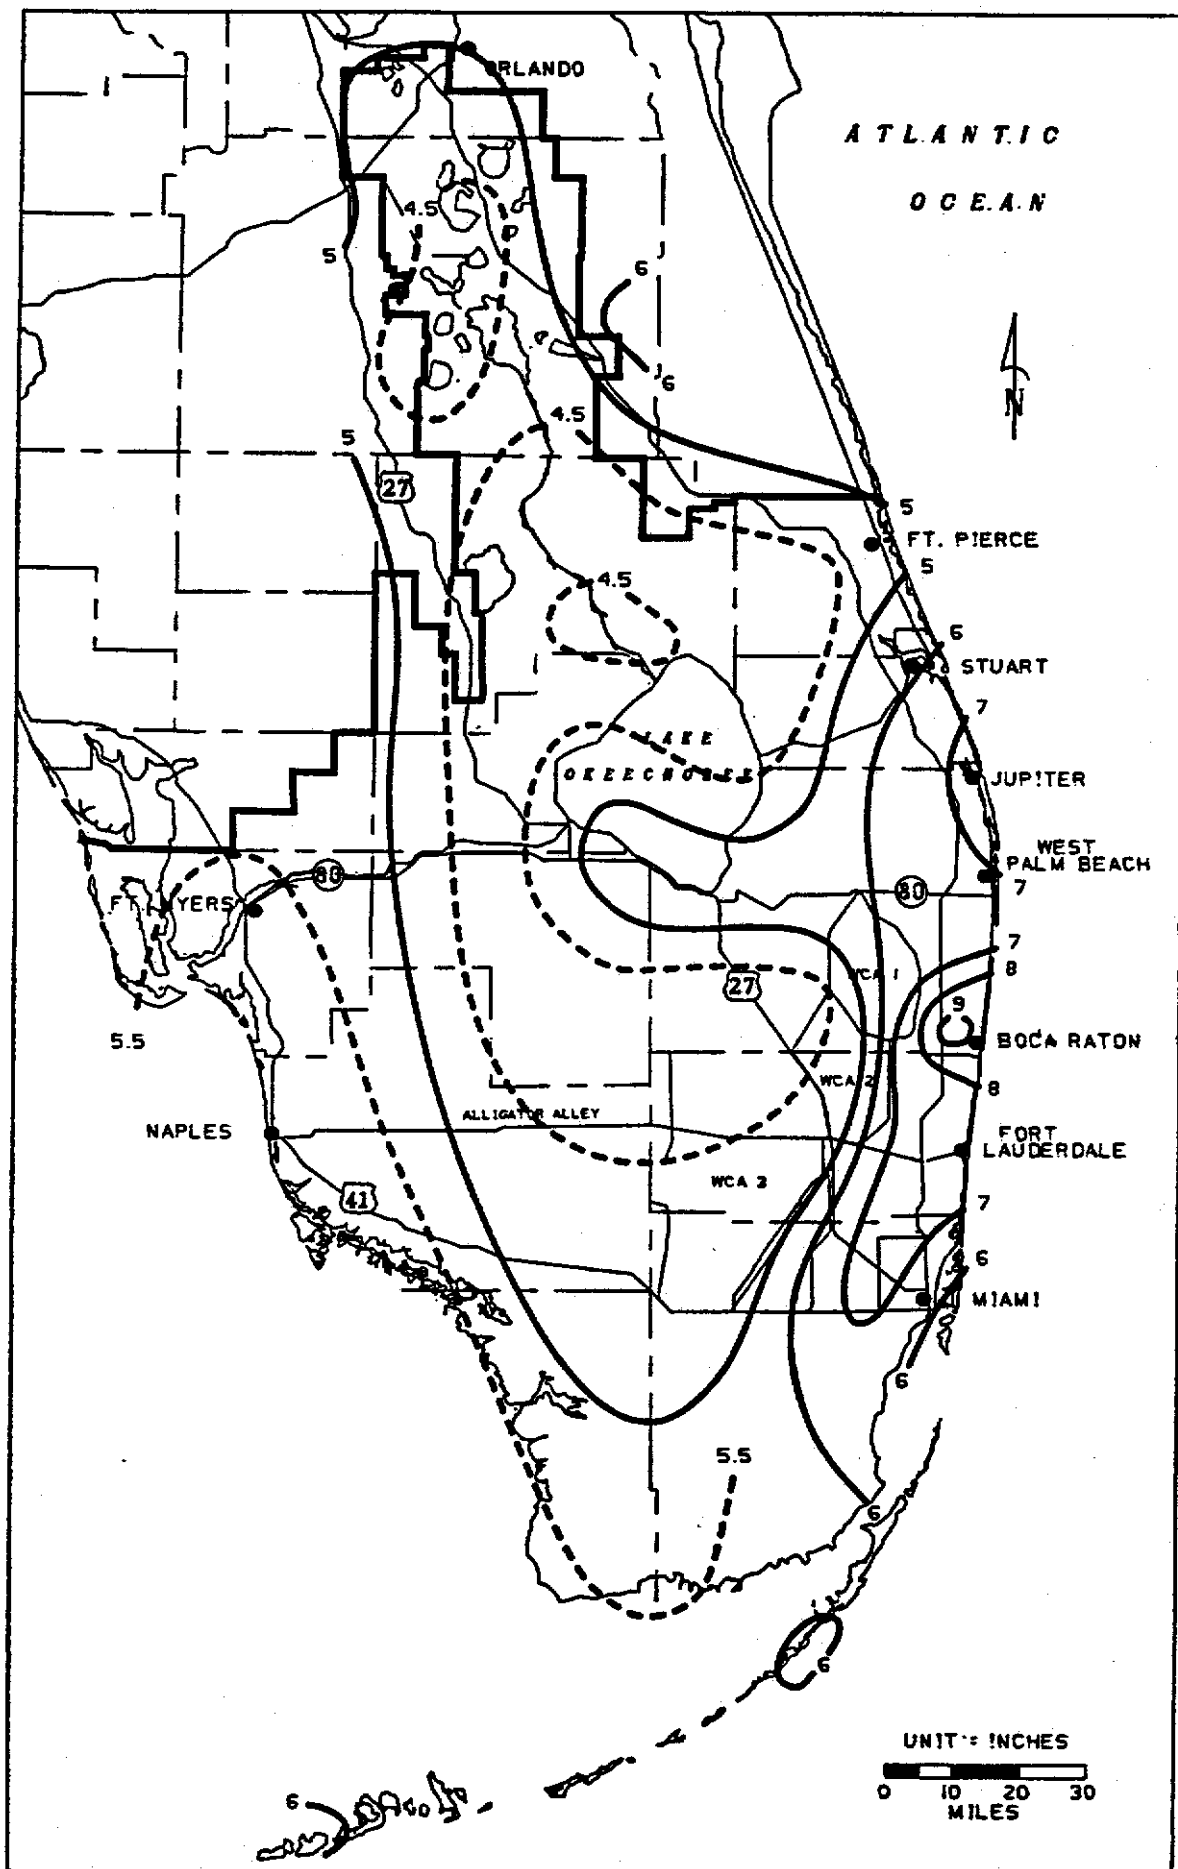 ORLANDO
ATLANTIC
OCEAN
4.5
5
6
6
4.5
5
27
5
FT. PIERCE
5
4.5
6
STUART
7
LAKE
OKEECHOBEE
JUPITER
WEST
PALM BEACH
80
80
7
FT. MYERS
7
WCA 1
8
27
9
5.5
BOCA RATON
WCA 2
8
ALLIGATOR ALLEY
NAPLES
FORT
LAUDERDALE
WCA 3
41
7
6
MIAMI
6
5.5
6
6
UNIT = INCHES
0 10 20 30
MILES
6
N